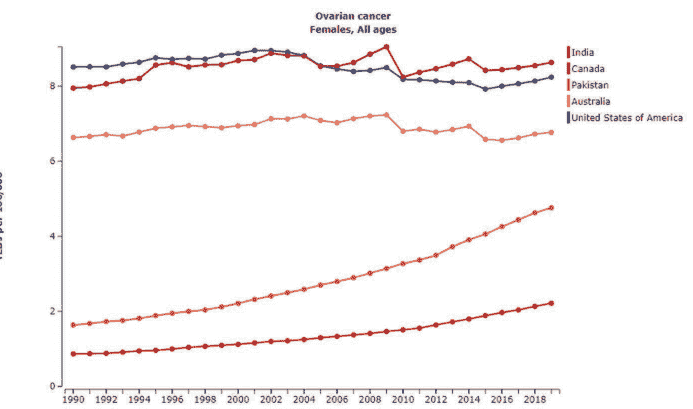 Ovarian cancer
Females, All ages
India
Canada
Pakistan
Australia
United States of America
8
6
4
2
0
1990 1992 1994 1996 1998 2000 2002 2004 2006 2008 2010 2012 2014 2016 2018